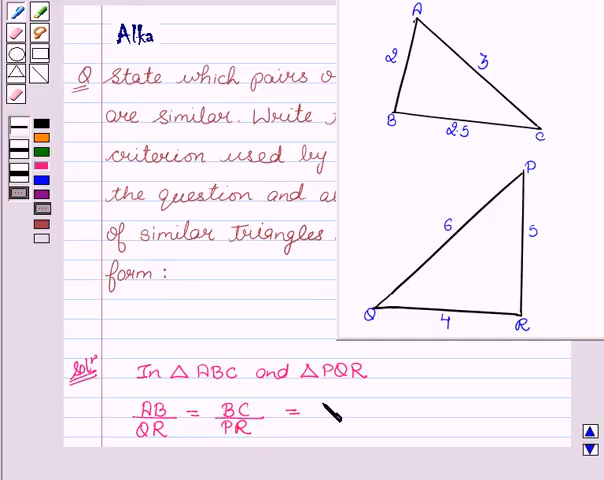 Alka
Q State which pairs
are similar. Write
criterion used by
the question and
of similar triangles
form :
A
2
3
B
2.5
C
P
6
5
Q
4
R
Solⁿ In △ ABC and △ PQR
AB/QR = BC/PR =